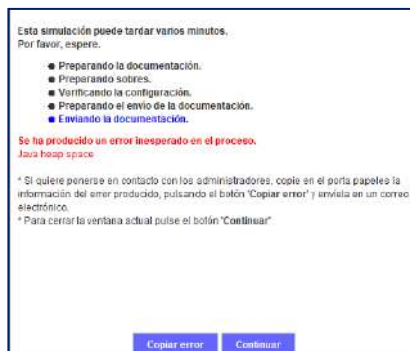 Esta simulación puede tardar varios minutos.
Por favor, espere.
Preparando la documentación.
Preparando sobres.
Verificando la configuración.
Preparando el envio de la documentación.
Enviando la documentación.
Se ha producido un error inesperado en el proceso.
Java heap space
* Si quiere ponerse en contacto con los administradores, copie en el porta papeles la
información del error producido, pulsando el botón "Copiar error" y envíela en un correo
electrónico.
* Para cerrar la ventana actual pulse el botón "Continuar"
Copiar error Continuar